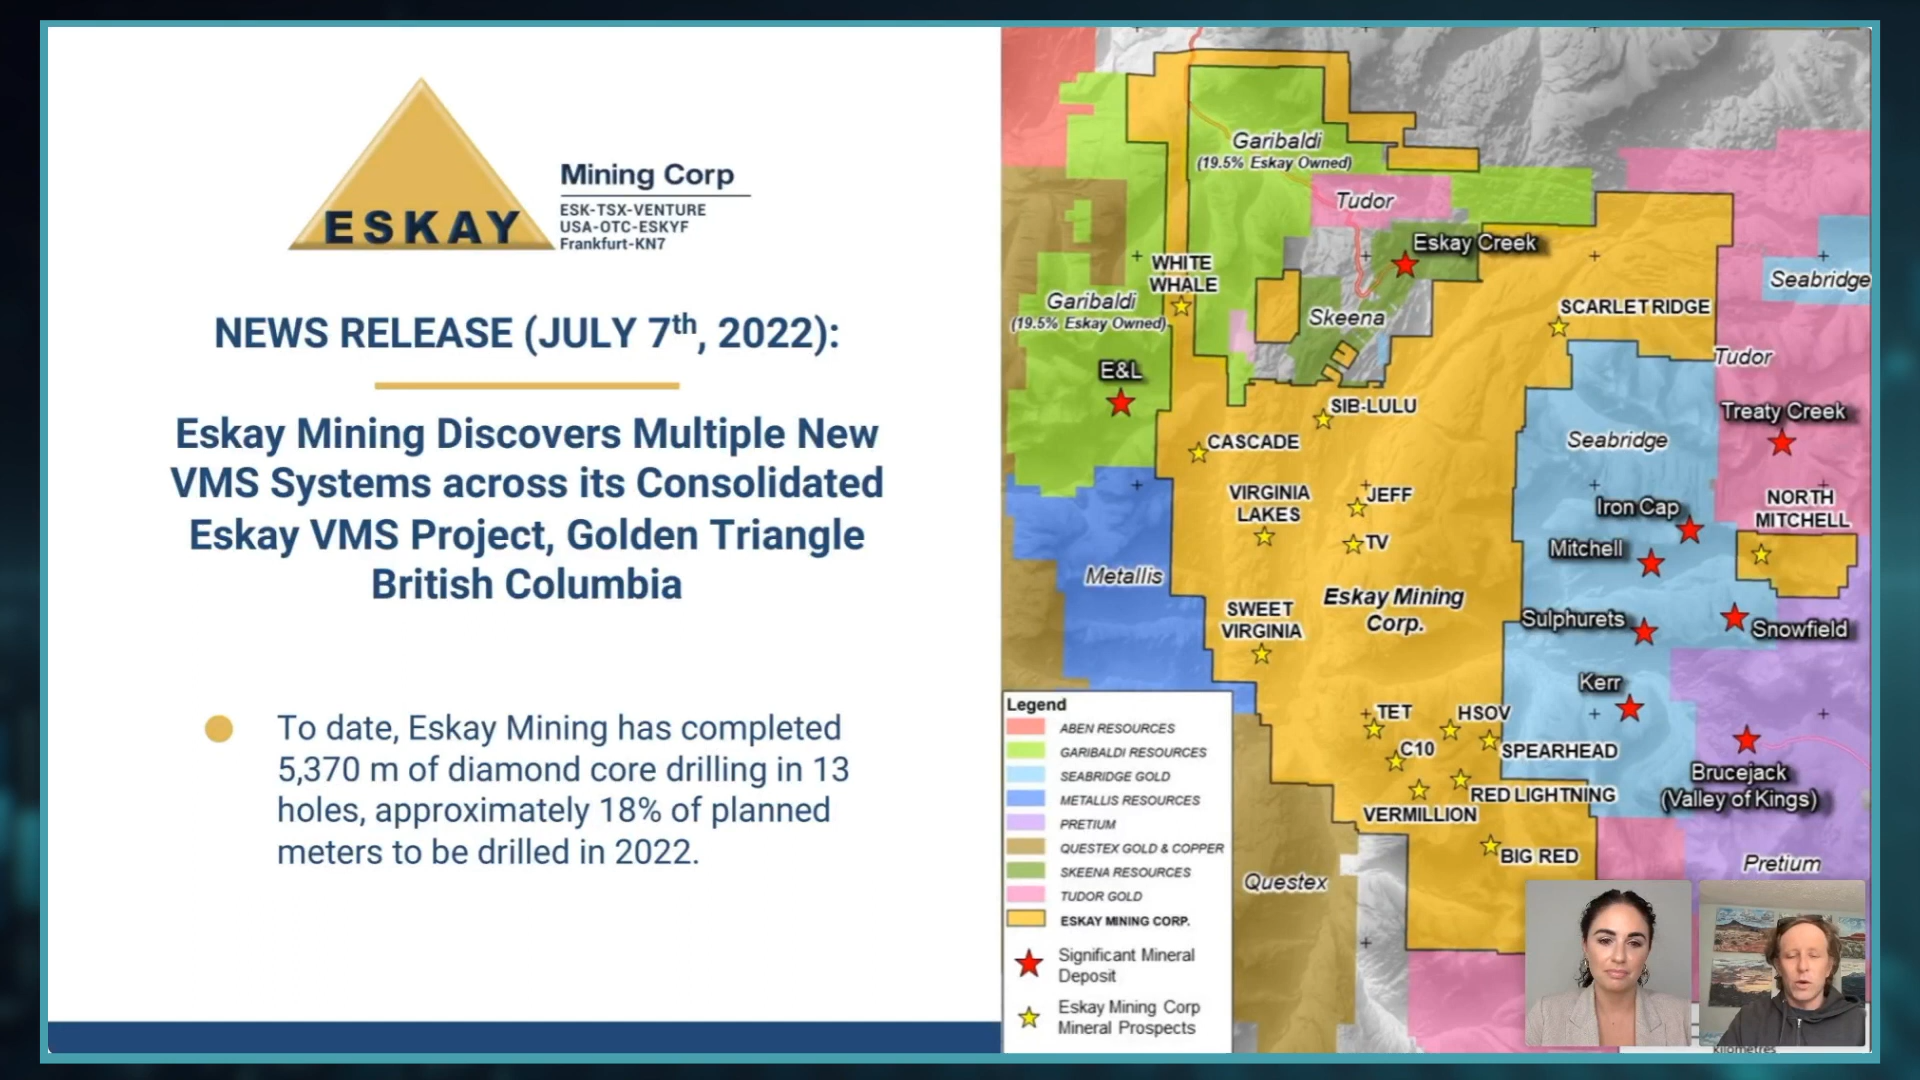 ESKAY
Mining Corp
ESK-TSX-VENTURE
USA-OTC-ESKYF
Frankfurt-KN7
NEWS RELEASE (JULY 7th, 2022):
Eskay Mining Discovers Multiple New
VMS Systems across its Consolidated
Eskay VMS Project, Golden Triangle
British Columbia
To date, Eskay Mining has completed
5,370 m of diamond core drilling in 13
holes, approximately 18% of planned
meters to be drilled in 2022.
Garibaldi
(19.5% Eskay Owned)
Tudor
Eskay Creek
WHITE
WHALE
Seabridge
Garibaldi
(19.5% Eskay Owned)
Skeena
SCARLET RIDGE
Tudor
E&L
SIB-LULU
Treaty Creek
CASCADE
Seabridge
VIRGINIA
LAKES
JEFF
Iron Cap
NORTH
MITCHELL
TV
Mitchell
Metallis
Eskay Mining
Corp.
SWEET
VIRGINIA
Sulphurets
Snowfield
Kerr
TET
HSOV
C10
SPEARHEAD
Brucejack
(Valley of Kings)
RED LIGHTNING
VERMILLION
BIG RED
Pretium
Questex
Legend
ABEN RESOURCES
GARIBALDI RESOURCES
SEABRIDGE GOLD
METALLIS RESOURCES
PRETIUM
QUESTEX GOLD & COPPER
SKEENA RESOURCES
TUDOR GOLD
ESKAY MINING CORP.
Significant Mineral
Deposit
Eskay Mining Corp
Mineral Prospects
kilometres